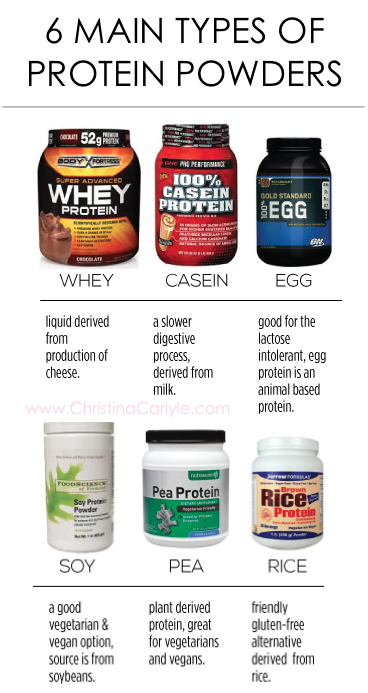 6 MAIN TYPES OF
PROTEIN POWDERS
CHOCOLATE 52g PREMIUM PROTEIN
BODY FORTRESS
SUPER ADVANCED
WHEY
PROTEIN
CHOCOLATE
GNC PRO PERFORMANCE
100%
CASEIN
PROTEIN
GOLD STANDARD
100% EGG
ON
WHEY CASEIN EGG
liquid derived
from
production of
cheese.
a slower
digestive
process,
derived from
milk.
good for the
lactose
intolerant, egg
protein is an
animal based
protein.
www.ChristinaCarlyle.com
FOODSCIENCE
Soy Protein
Powder
Pea Protein
DIETARY SUPPLEMENT
Vegetarian Friendly
JARROW FORMULAS
Brown
Rice
Protein
SOY PEA RICE
a good
vegetarian &
vegan option,
source is from
soybeans.
plant derived
protein, great
for vegetarians
and vegans.
friendly
gluten-free
alternative
derived from
rice.